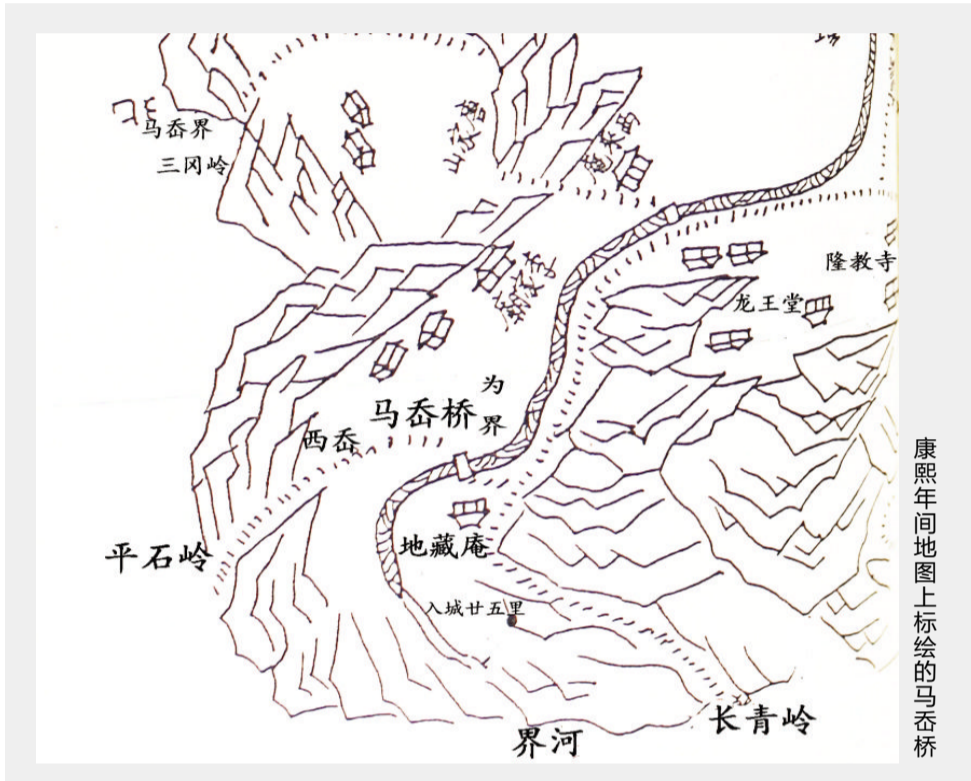 马岙界
三冈岭
隆教寺
龙王堂
为界
马岙桥
西岙
平石岭
地藏庵
入城廿五里
长青岭
界河
康熙年间地图上标绘的马岙桥